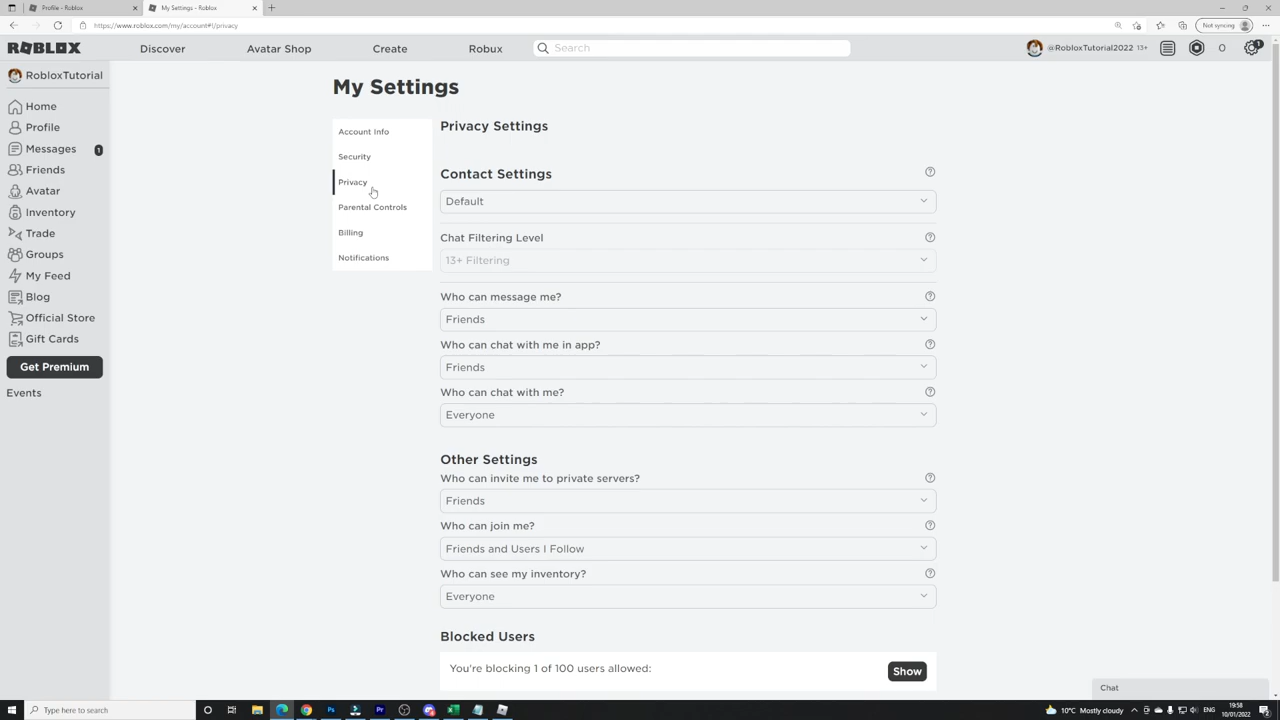 Profile - Roblox
My Settings - Roblox
https://www.roblox.com/my/account#!/privacy
Not syncing
ROBLOX
Discover
Avatar Shop
Create
Robux
Search
@RobloxTutorial2022 13+
0
1
RobloxTutorial
Home
Profile
Messages
1
Friends
Avatar
Inventory
Trade
Groups
My Feed
Blog
Official Store
Gift Cards
Get Premium
Events
My Settings
Account Info
Security
Privacy
Parental Controls
Billing
Notifications
Privacy Settings
Contact Settings
Default
Chat Filtering Level
13+ Filtering
Who can message me?
Friends
Who can chat with me in app?
Friends
Who can chat with me?
Everyone
Other Settings
Who can invite me to private servers?
Friends
Who can join me?
Friends and Users I Follow
Who can see my inventory?
Everyone
Blocked Users
You're blocking 1 of 100 users allowed:
Show
Chat
Type here to search
10°C Mostly cloudy
ENG
19:58
10/01/2022